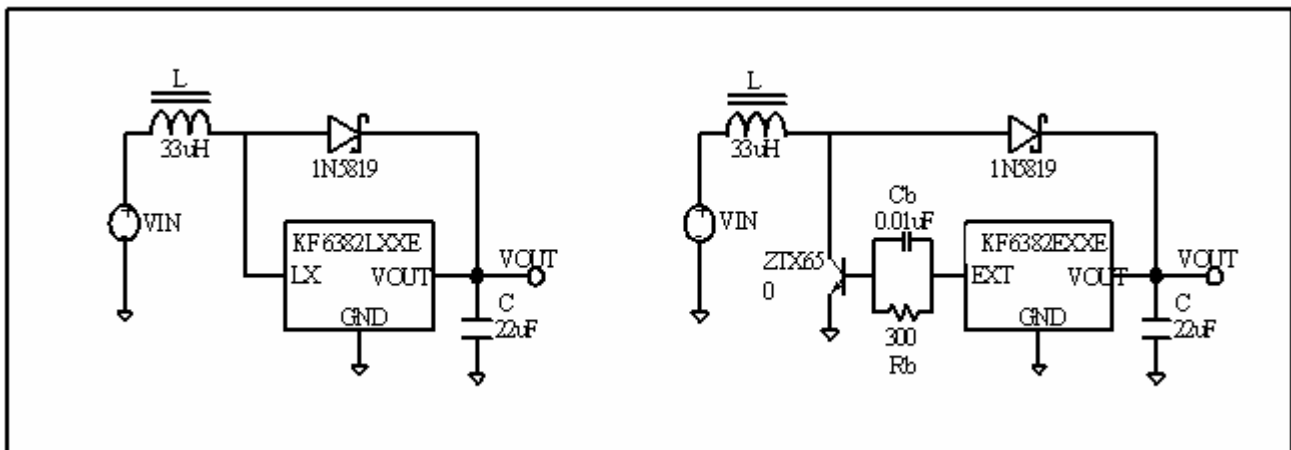 L
33uH
1N5819
VIN
KF6382LXXE
LX
VOUT
GND
VOUT
C
22uF
L
33uH
1N5819
VIN
ZTX65
0
Cb
0.01uF
300
Rb
KF6382EXXE
EXT
VOUT
GND
VOUT
C
22uF